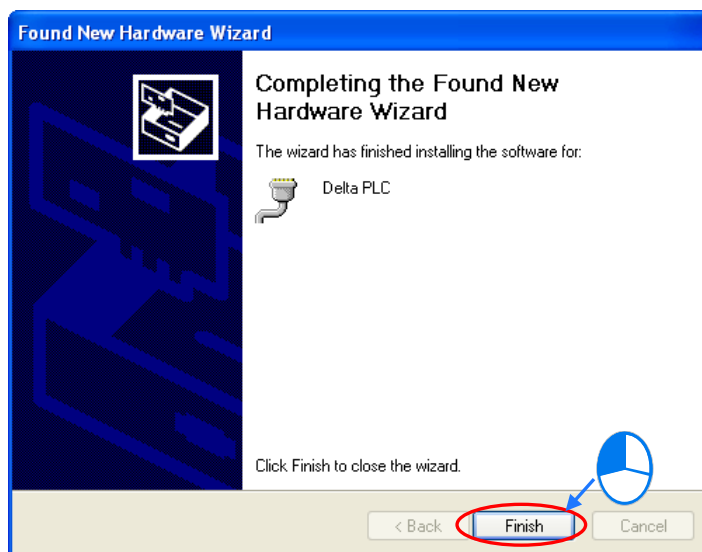 Found New Hardware Wizard
Completing the Found New
Hardware Wizard
The wizard has finished installing the software for:
Delta PLC
Click Finish to close the wizard.
< Back
Finish
Cancel